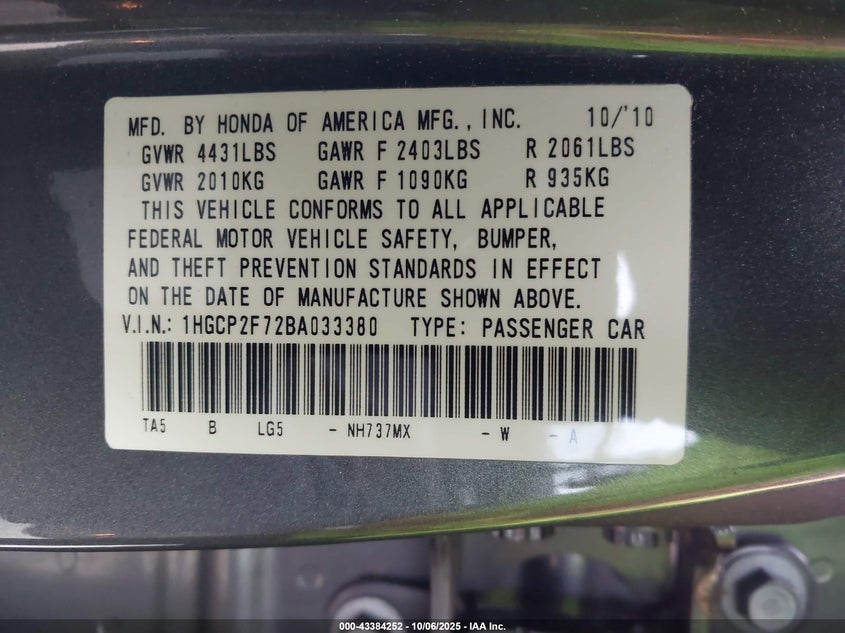 MFD. BY HONDA OF AMERICA MFG., INC. 10/'10
GVWR 4431LBS GAWR F 2403LBS R 2061LBS
GVWR 2010KG GAWR F 1090KG R 935KG
THIS VEHICLE CONFORMS TO ALL APPLICABLE
FEDERAL MOTOR VEHICLE SAFETY, BUMPER,
AND THEFT PREVENTION STANDARDS IN EFFECT
ON THE DATE OF MANUFACTURE SHOWN ABOVE.
V.I.N.: 1HGCP2F72BA033380 TYPE: PASSENGER CAR
TA5 B LG5 - NH737MX - W - A
000-43384252 - 10/06/2025 - IAA Inc.